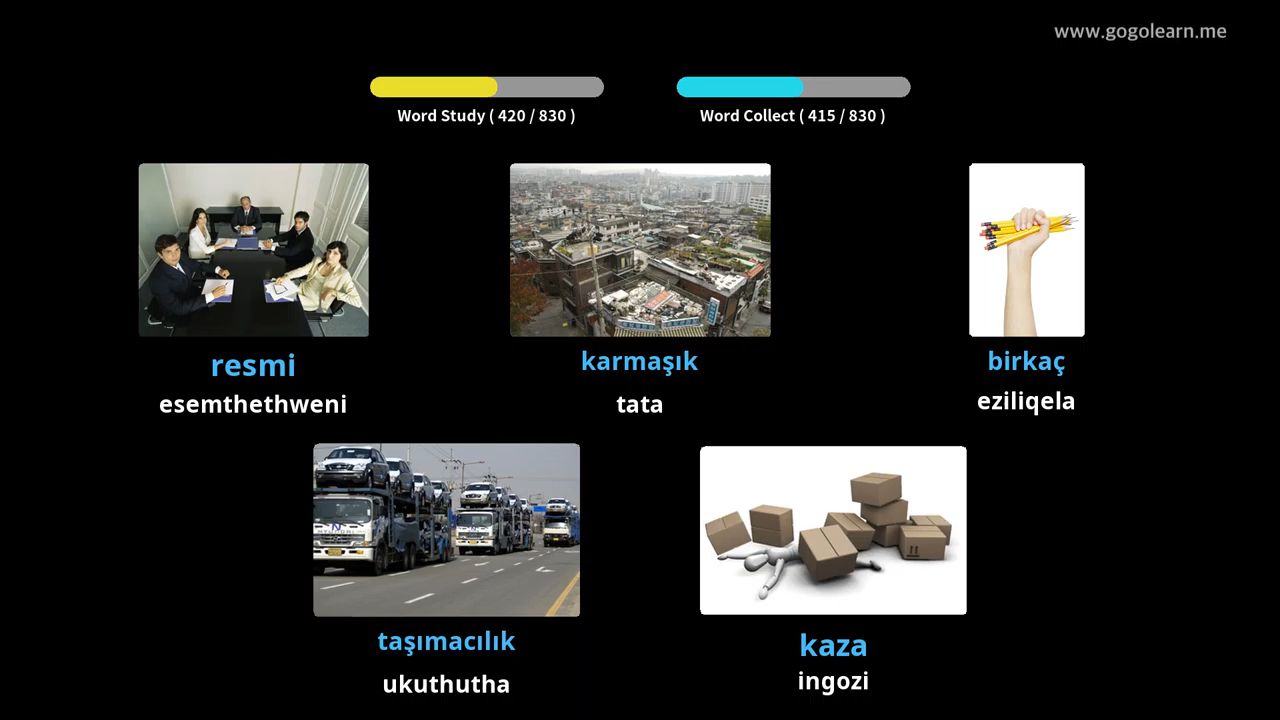 www.gogolearn.me
Word Study ( 420 / 830 )
Word Collect ( 415 / 830 )
resmi
esemthethweni
karmaşık
tata
birkaç
eziliqela
taşımacılık
ukuthutha
kaza
ingozi